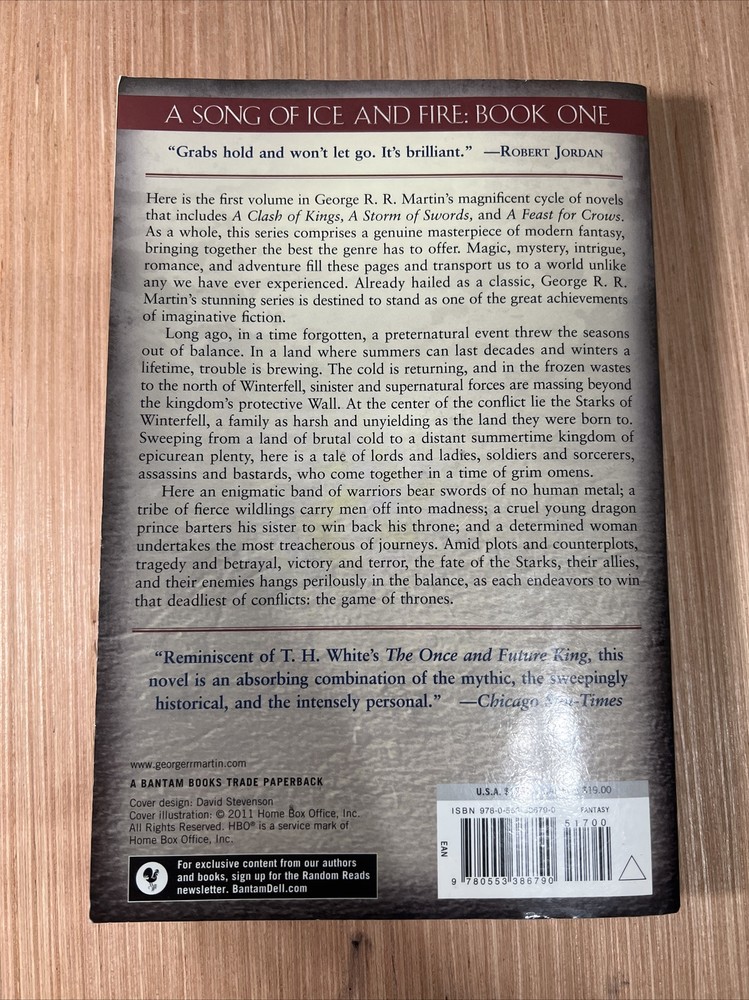 A SONG OF ICE AND FIRE: BOOK ONE
“Grabs hold and won’t let go. It’s brilliant.” —ROBERT JORDAN
Here is the first volume in George R. R. Martin’s magnificent cycle of novels
that includes A Clash of Kings, A Storm of Swords, and A Feast for Crows.
As a whole, this series comprises a genuine masterpiece of modern fantasy,
bringing together the best the genre has to offer. Magic, mystery, intrigue,
romance, and adventure fill these pages and transport us to a world unlike
any we have ever experienced. Already hailed as a classic, George R. R.
Martin’s stunning series is destined to stand as one of the great achievements
of imaginative fiction.
Long ago, in a time forgotten, a preternatural event threw the seasons
out of balance. In a land where summers can last decades and winters a
lifetime, trouble is brewing. The cold is returning, and in the frozen wastes
to the north of Winterfell, sinister and supernatural forces are massing beyond
the kingdom’s protective Wall. At the center of the conflict lie the Starks of
Winterfell, a family as harsh and unyielding as the land they were born to.
Sweeping from a land of brutal cold to a distant summertime kingdom of
epicurean plenty, here is a tale of lords and ladies, soldiers and sorcerers,
assassins and bastards, who come together in a time of grim omens.
Here an enigmatic band of warriors bear swords of no human metal; a
tribe of fierce wildlings carry men off into madness; a cruel young dragon
prince barters his sister to win back his throne; and a determined woman
undertakes the most treacherous of journeys. Amid plots and counterplots,
tragedy and betrayal, victory and terror, the fate of the Starks, their allies,
and their enemies hangs perilously in the balance, as each endeavors to win
that deadliest of conflicts: the game of thrones.
“Reminiscent of T. H. White’s The Once and Future King, this
novel is an absorbing combination of the mythic, the sweepingly
historical, and the intensely personal.” —Chicago Sun-Times
www.georgerrmartin.com
A BANTAM BOOKS TRADE PAPERBACK
Cover design: David Stevenson
Cover illustration: © 2011 Home Box Office, Inc.
All Rights Reserved. HBO® is a service mark of
Home Box Office, Inc.
For exclusive content from our authors
and books, sign up for the Random Reads
newsletter. BantamDell.com
U.S.A. $19.00
ISBN 978-0- FANTASY
51700
EAN
9 780553 386790